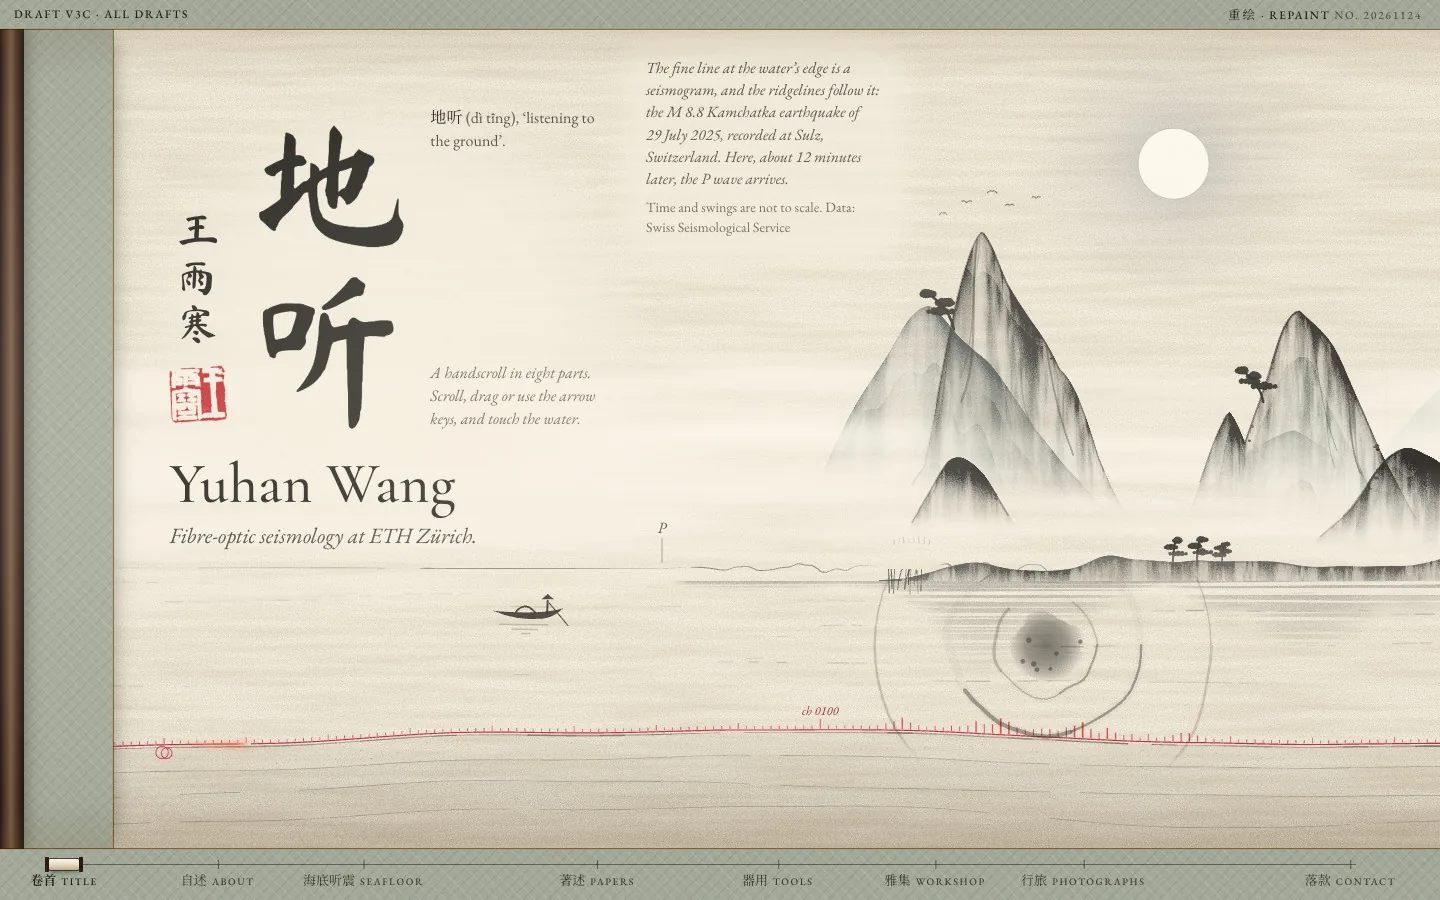 DRAFT V3C · ALL DRAFTS
重绘 · REPAINT NO. 20261124
地听
王雨寒
地听 (dì tīng), ‘listening to
the ground’.
The fine line at the water’s edge is a
seismogram, and the ridgelines follow it:
the M 8.8 Kamchatka earthquake of
29 July 2025, recorded at Sulz,
Switzerland. Here, about 12 minutes
later, the P wave arrives.
Time and swings are not to scale. Data:
Swiss Seismological Service
A handscroll in eight parts.
Scroll, drag or use the arrow
keys, and touch the water.
Yuhan Wang
Fibre-optic seismology at ETH Zürich.
P
ch 0100
卷首 TITLE
自述 ABOUT
海底听震 SEAFLOOR
著述 PAPERS
器用 TOOLS
雅集 WORKSHOP
行旅 PHOTOGRAPHS
落款 CONTACT